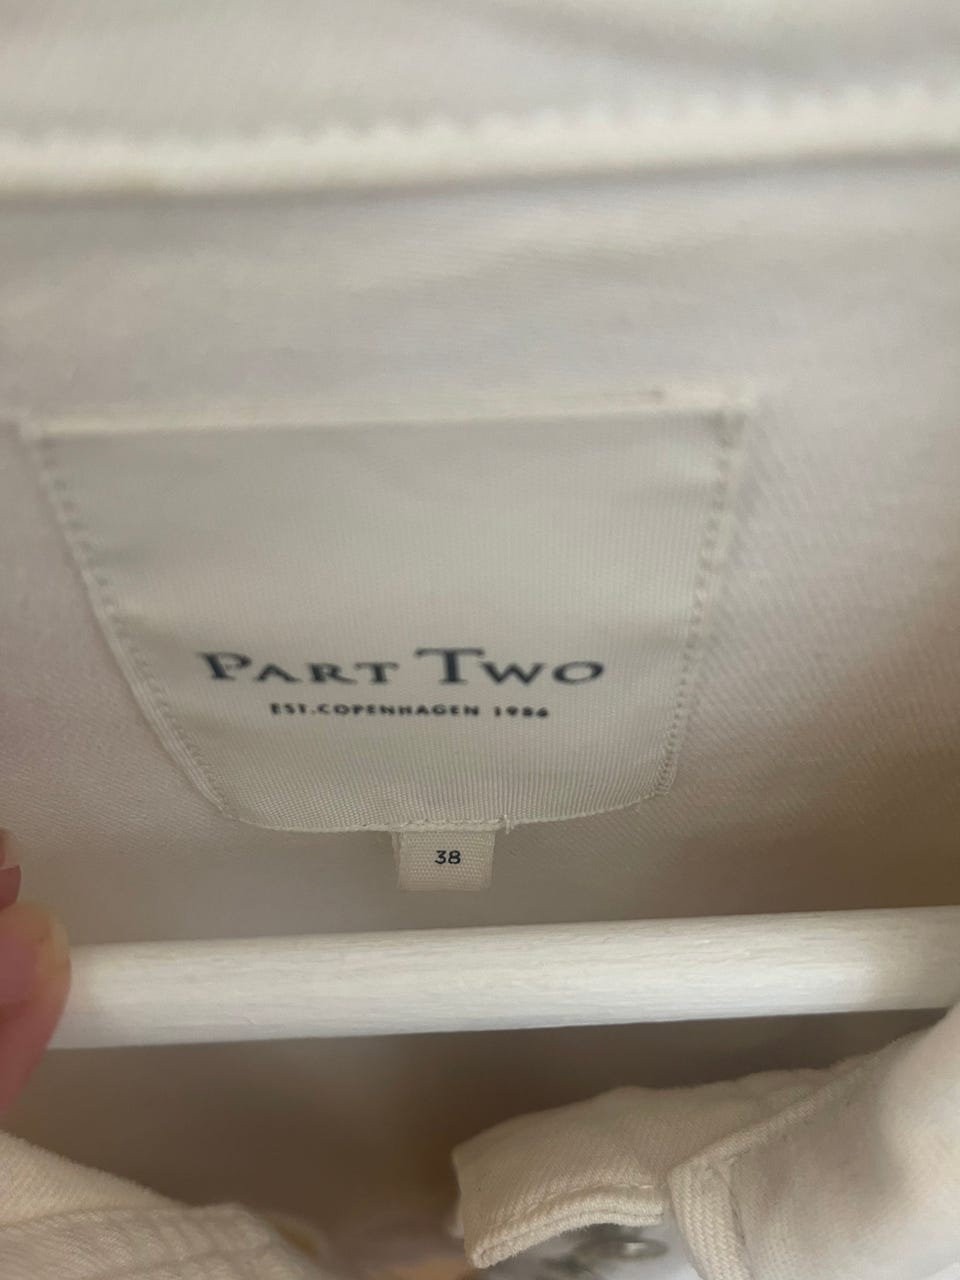 PART TWO
EST.COPENHAGEN 1986
38